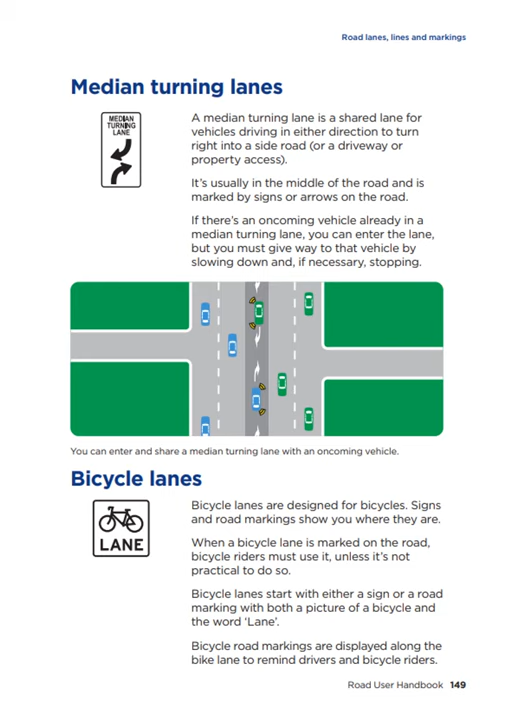 Road lanes, lines and markings
Median turning lanes
MEDIAN
TURNING
LANE
A median turning lane is a shared lane for
vehicles driving in either direction to turn
right into a side road (or a driveway or
property access).
It's usually in the middle of the road and is
marked by signs or arrows on the road.
If there's an oncoming vehicle already in a
median turning lane, you can enter the lane,
but you must give way to that vehicle by
slowing down and, if necessary, stopping.
You can enter and share a median turning lane with an oncoming vehicle.
Bicycle lanes
LANE
Bicycle lanes are designed for bicycles. Signs
and road markings show you where they are.
When a bicycle lane is marked on the road,
bicycle riders must use it, unless it's not
practical to do so.
Bicycle lanes start with either a sign or a road
marking with both a picture of a bicycle and
the word 'Lane'.
Bicycle road markings are displayed along the
bike lane to remind drivers and bicycle riders.
Road User Handbook 149